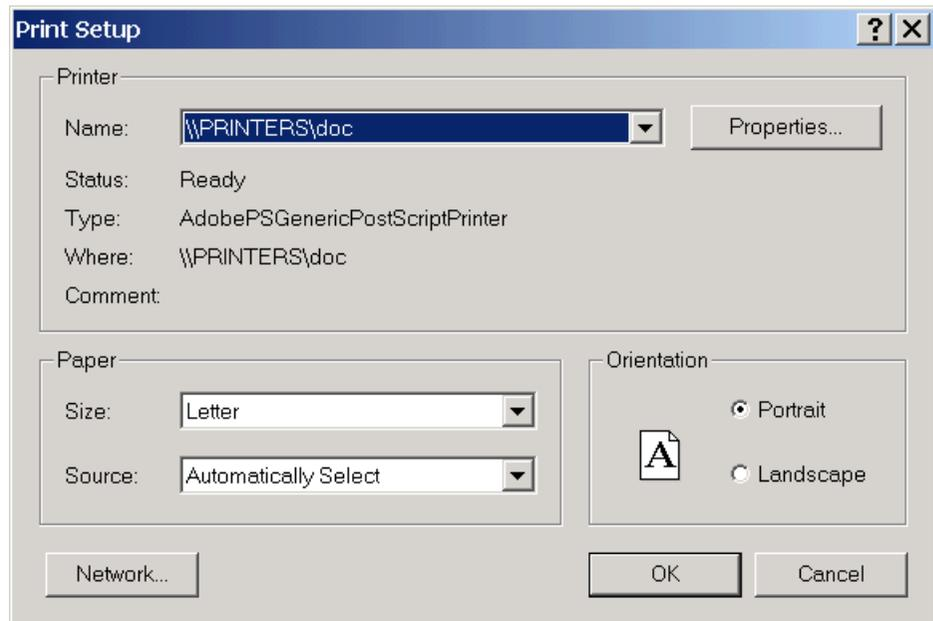 Print Setup
Printer
Name: \\PRINTERS\doc Properties...
Status: Ready
Type: AdobePSGenericPostScriptPrinter
Where: \\PRINTERS\doc
Comment:
Paper
Size: Letter
Source: Automatically Select
Orientation
A
Portrait
Landscape
Network... OK Cancel